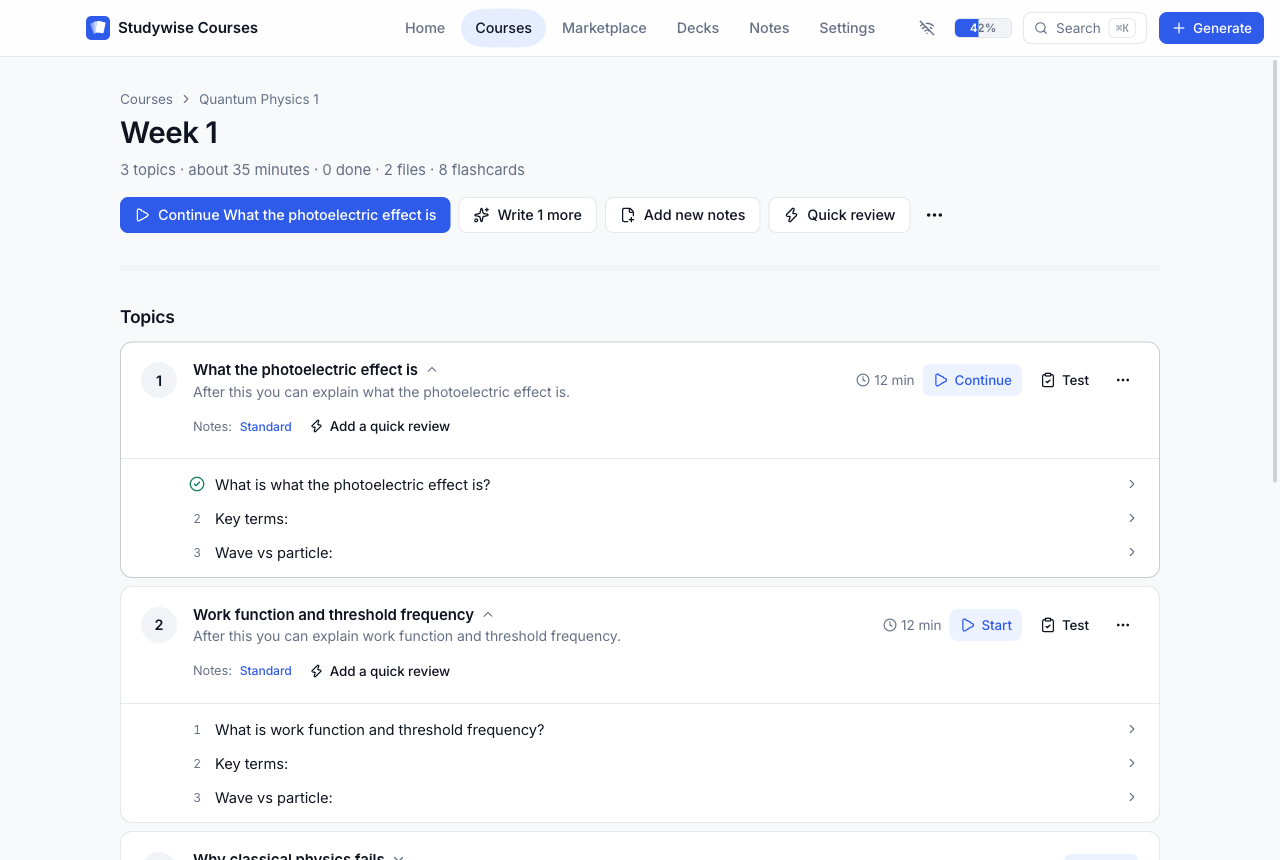 Studywise Courses
Home
Courses
Marketplace
Decks
Notes
Settings
42%
Search ⌘K
Generate
Courses > Quantum Physics 1
Week 1
3 topics · about 35 minutes · 0 done · 2 files · 8 flashcards
Continue What the photoelectric effect is
Write 1 more
Add new notes
Quick review
Topics
1
What the photoelectric effect is
After this you can explain what the photoelectric effect is.
12 min
Continue
Test
Notes: Standard
Add a quick review
What is what the photoelectric effect is?
2 Key terms:
3 Wave vs particle:
2
Work function and threshold frequency
After this you can explain work function and threshold frequency.
12 min
Start
Test
Notes: Standard
Add a quick review
1 What is work function and threshold frequency?
2 Key terms:
3 Wave vs particle:
Why classical physics fails